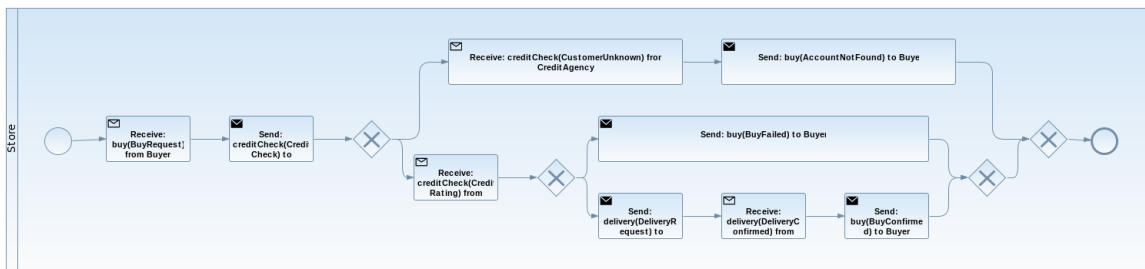 Store
Receive:
buy(BuyRequest)
from Buyer
Send:
creditCheck(Credi
Check) to
Receive: creditCheck(CustomerUnknown) from
CreditAgency
Send: buy(AccountNotFound) to Buye
Receive:
creditCheck(Credi
Rating) from
Send: buy(BuyFailed) to Buyer
Send:
delivery(DeliveryR
equest) to
Receive:
delivery(DeliveryC
onfirmed) from
Send:
buy(BuyConfirme
d) to Buyer